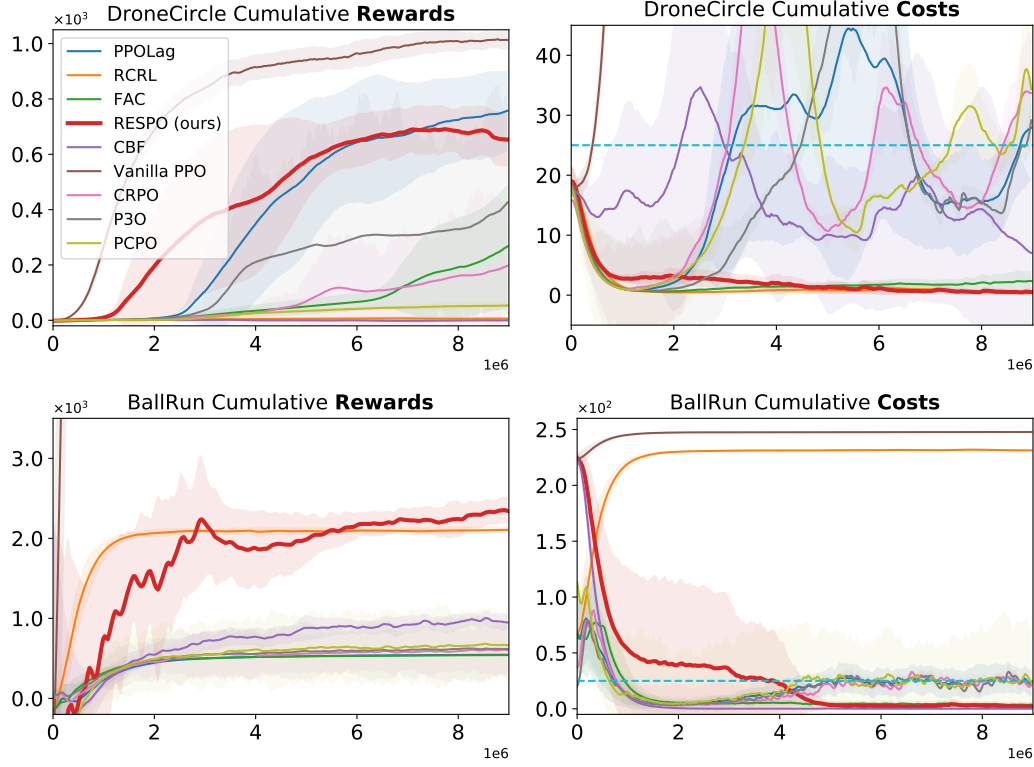 DroneCircle Cumulative Rewards
×10³
1.0
0.8
0.6
0.4
0.2
0.0
PPOLag
RCRL
FAC
RESPO (ours)
CBF
Vanilla PPO
CRPO
P3O
PCPO
0 2 4 6 8
1e6
DroneCircle Cumulative Costs
40
30
20
10
0
0 2 4 6 8
1e6
BallRun Cumulative Rewards
×10³
3.0
2.0
1.0
0.0
0 2 4 6 8
1e6
BallRun Cumulative Costs
×10²
2.5
2.0
1.5
1.0
0.5
0.0
0 2 4 6 8
1e6